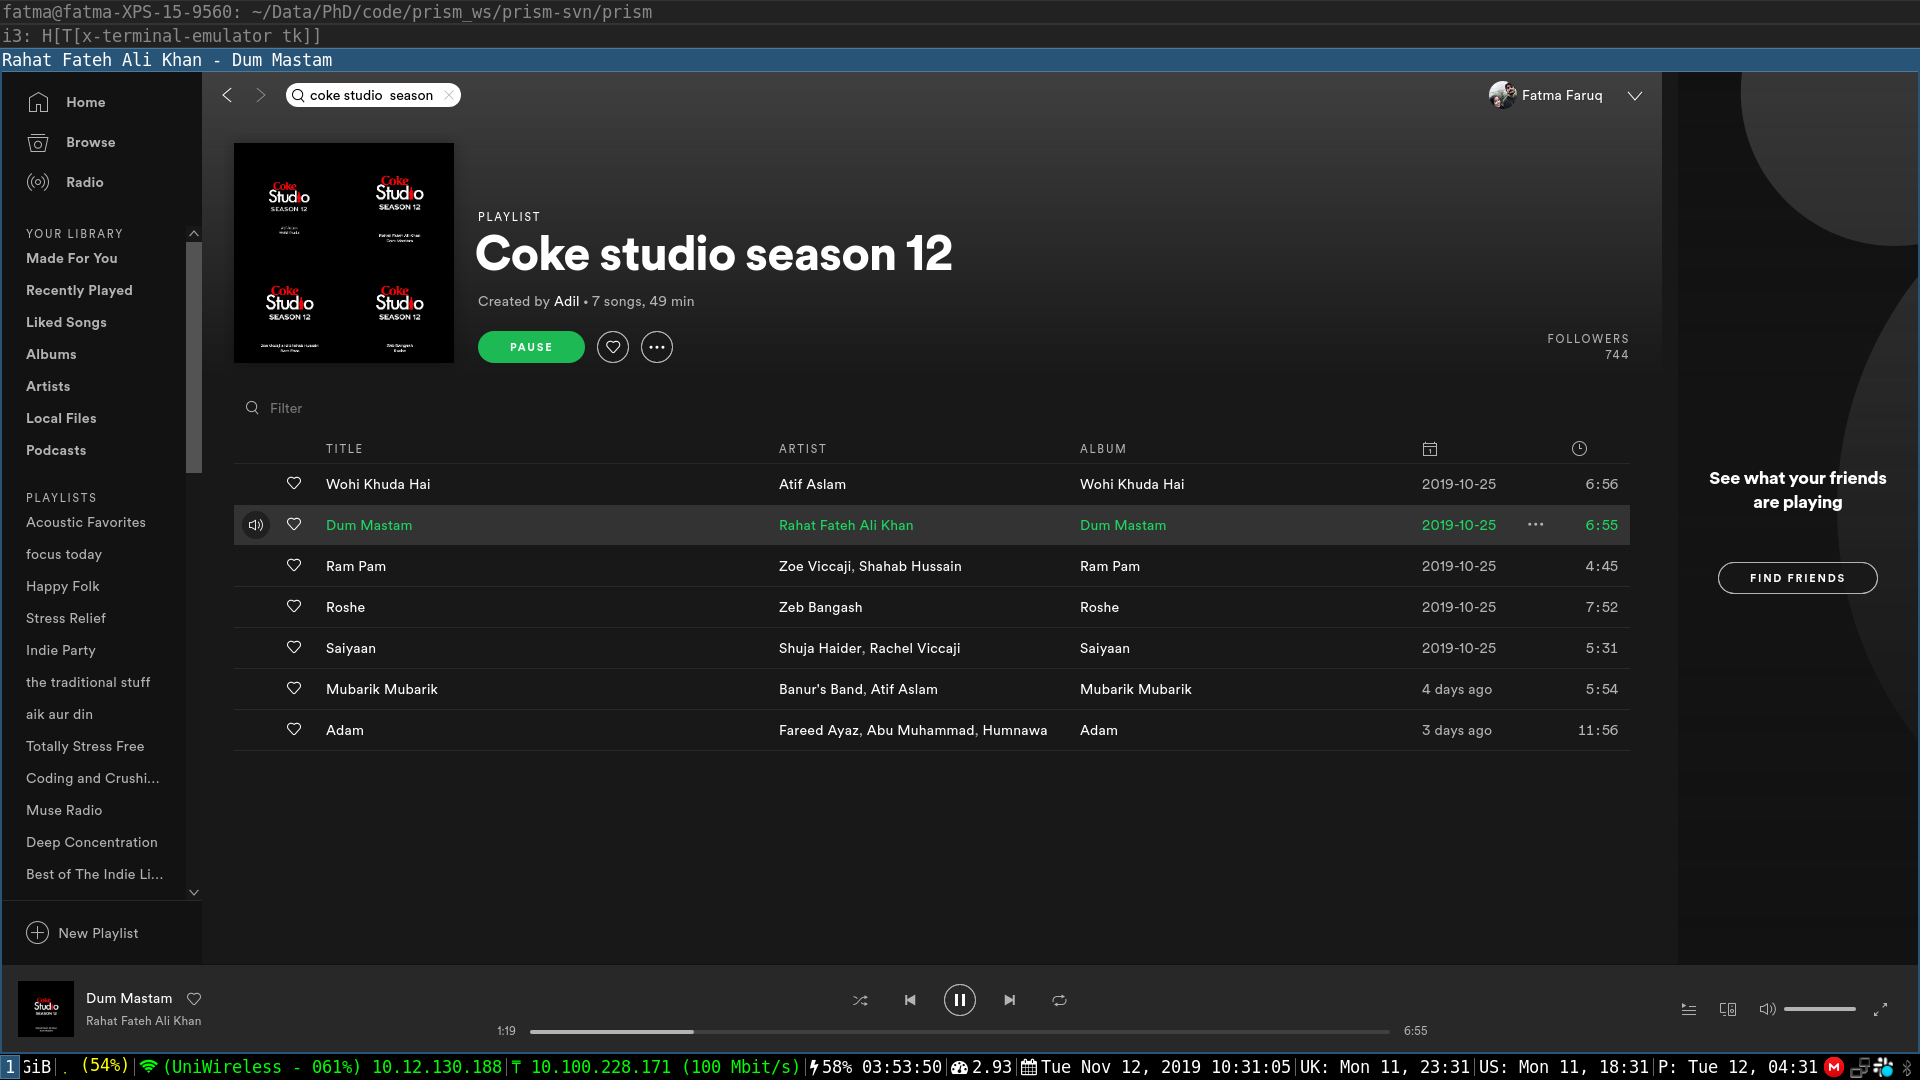 fatma@fatma-XPS-15-9560: ~/Data/PhD/code/prism_ws/prism-svn/prism
i3: H[T[x-terminal-emulator tk]]
Rahat Fateh Ali Khan - Dum Mastam
Home
Browse
Radio
YOUR LIBRARY
Made For You
Recently Played
Liked Songs
Albums
Artists
Local Files
Podcasts
PLAYLISTS
Acoustic Favorites
focus today
Happy Folk
Stress Relief
Indie Party
the traditional stuff
aik aur din
Totally Stress Free
Coding and Crushi...
Muse Radio
Deep Concentration
Best of The Indie Li...
New Playlist
coke studio  season
Fatma Faruq
Coke Studio SEASON 12
Coke Studio SEASON 12
Coke Studio SEASON 12
Coke Studio SEASON 12
PLAYLIST
Coke studio season 12
Created by Adil • 7 songs, 49 min
PAUSE
FOLLOWERS
744
Filter
TITLE ARTIST ALBUM
Wohi Khuda Hai Atif Aslam Wohi Khuda Hai 2019-10-25 6:56
Dum Mastam Rahat Fateh Ali Khan Dum Mastam 2019-10-25 6:55
Ram Pam Zoe Viccaji, Shahab Hussain Ram Pam 2019-10-25 4:45
Roshe Zeb Bangash Roshe 2019-10-25 7:52
Saiyaan Shuja Haider, Rachel Viccaji Saiyaan 2019-10-25 5:31
Mubarik Mubarik Banur's Band, Atif Aslam Mubarik Mubarik 4 days ago 5:54
Adam Fareed Ayaz, Abu Muhammad, Humnawa Adam 3 days ago 11:56
See what your friends
are playing
FIND FRIENDS
Coke Studio SEASON 12
Dum Mastam
Rahat Fateh Ali Khan
1:19 6:55
1 GiB . (54%) (UniWireless - 061%) 10.12.130.188 10.100.228.171 (100 Mbit/s) 58% 03:53:50 2.93 Tue Nov 12, 2019 10:31:05 UK: Mon 11, 23:31 US: Mon 11, 18:31 P: Tue 12, 04:31